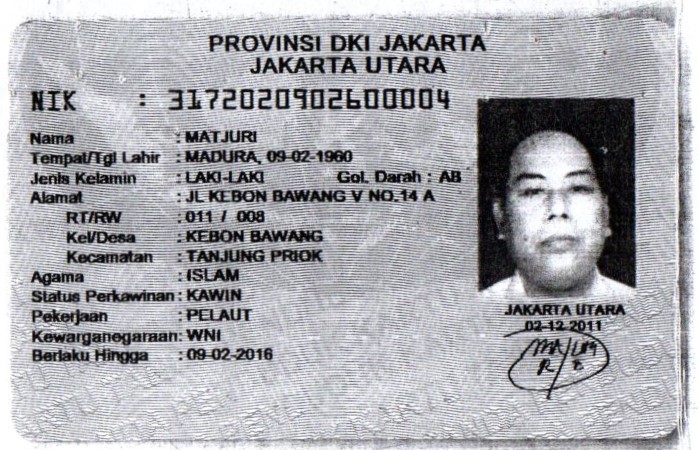 PROVINSI DKI JAKARTA
JAKARTA UTARA
NIK : 3172020902600004
Nama : MATJURI
Tempat/Tgl Lahir : MADURA, 09-02-1960
Jenis Kelamin : LAKI-LAKI Gol. Darah : AB
Alamat : JL KEBON BAWANG V NO.14 A
RT/RW : 011 / 008
Kel/Desa : KEBON BAWANG
Kecamatan : TANJUNG PRIOK
Agama : ISLAM
Status Perkawinan : KAWIN
Pekerjaan : PELAUT
Kewarganegaraan: WNI
Berlaku Hingga : 09-02-2016
JAKARTA UTARA
02-12-2011